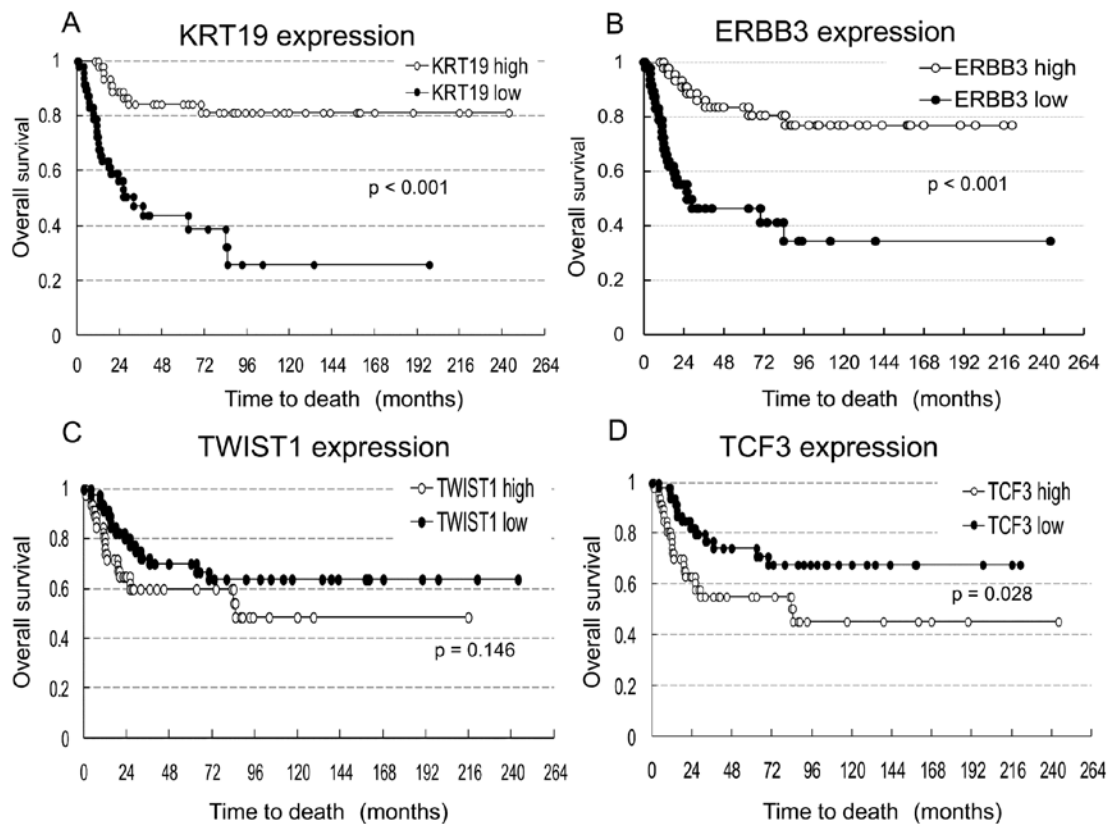 A
KRT19 expression
KRT19 high
KRT19 low
p < 0.001
Overall survival
1
0.8
0.6
0.4
0.2
0
0 24 48 72 96 120 144 168 192 216 240 264
Time to death (months)
B
ERBB3 expression
ERBB3 high
ERBB3 low
p < 0.001
Overall survival
1
0.8
0.6
0.4
0.2
0
0 24 48 72 96 120 144 168 192 216 240 264
Time to death (months)
C
TWIST1 expression
TWIST1 high
TWIST1 low
p = 0.146
Overall survival
1
0.8
0.6
0.4
0.2
0
0 24 48 72 96 120 144 168 192 216 240 264
Time to death (months)
D
TCF3 expression
TCF3 high
TCF3 low
p = 0.028
Overall survival
1
0.8
0.6
0.4
0.2
0
0 24 48 72 96 120 144 168 192 216 240 264
Time to death (months)